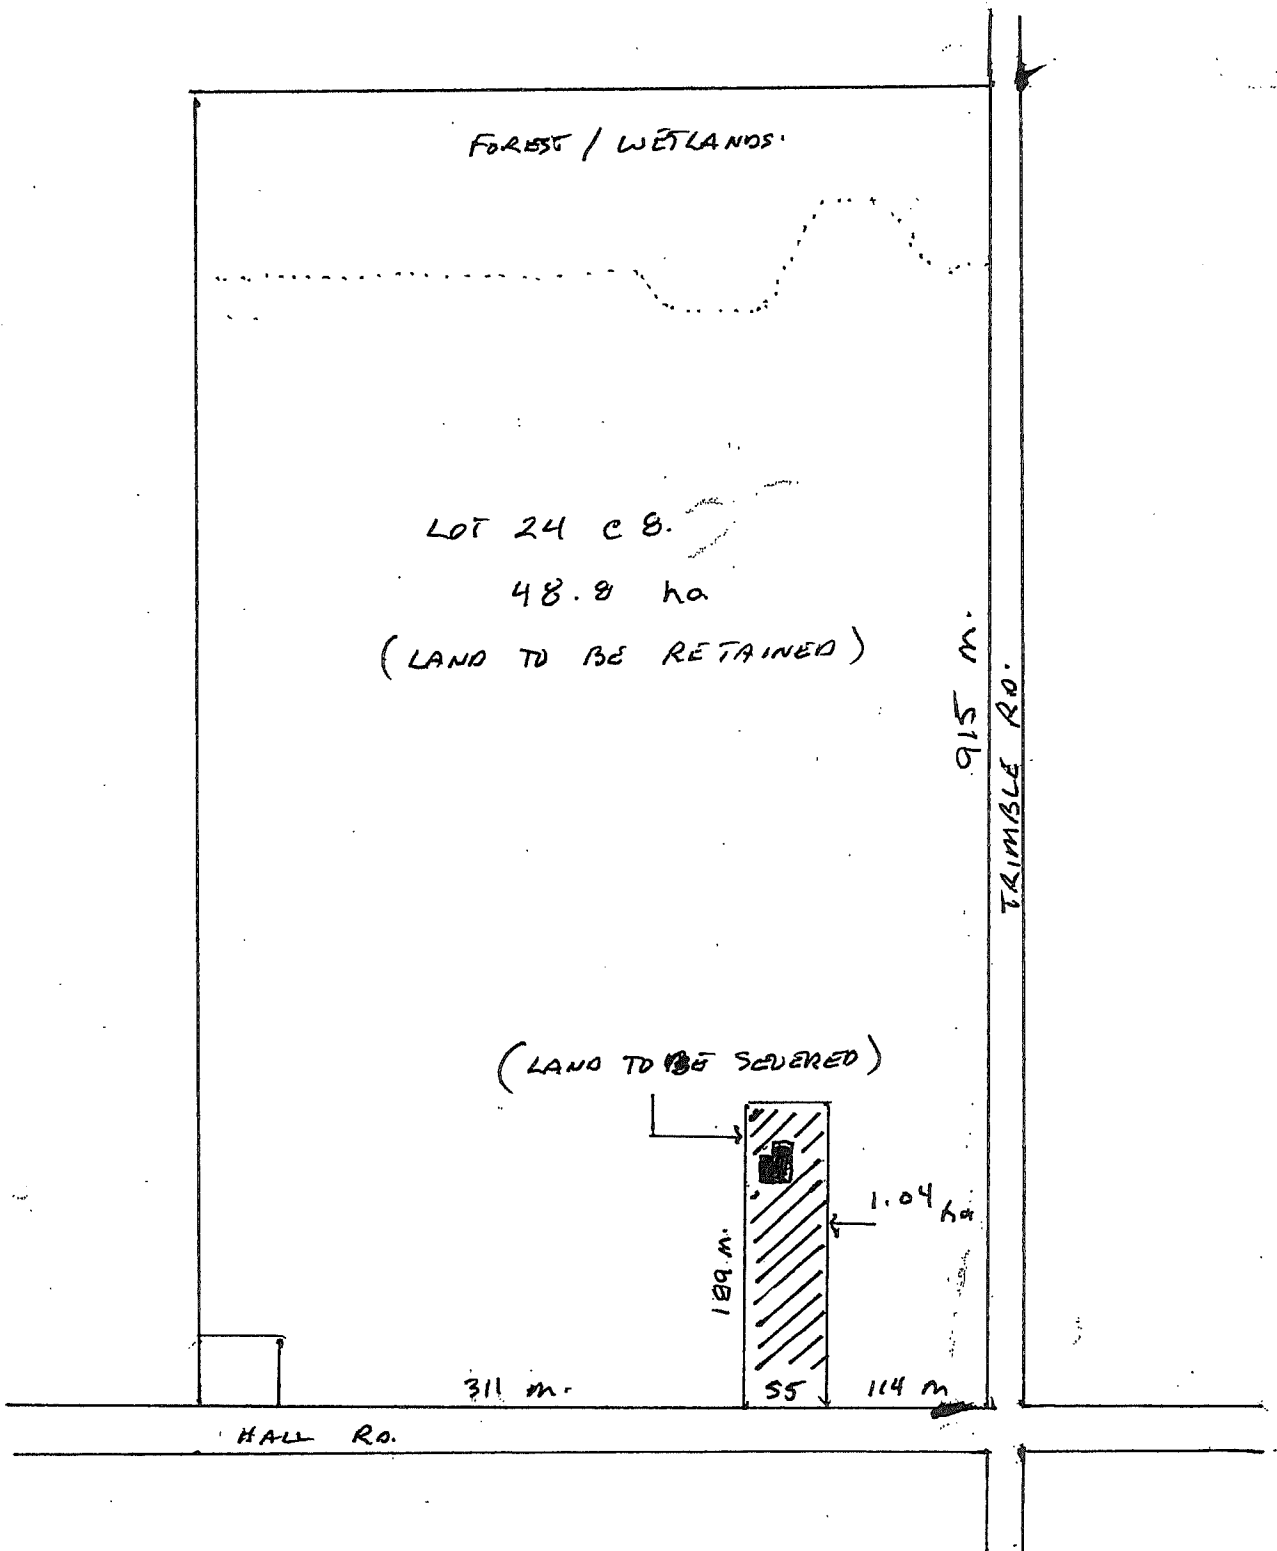 FOREST / WETLANDS.
LOT 24 C 8.
48.8 ha
(LAND TO BE RETAINED)
915 m.
TRIMBLE RD.
(LAND TO BE SEVERED)
1.04 ha
189 m.
311 m.
55
114 m
HALL RD.